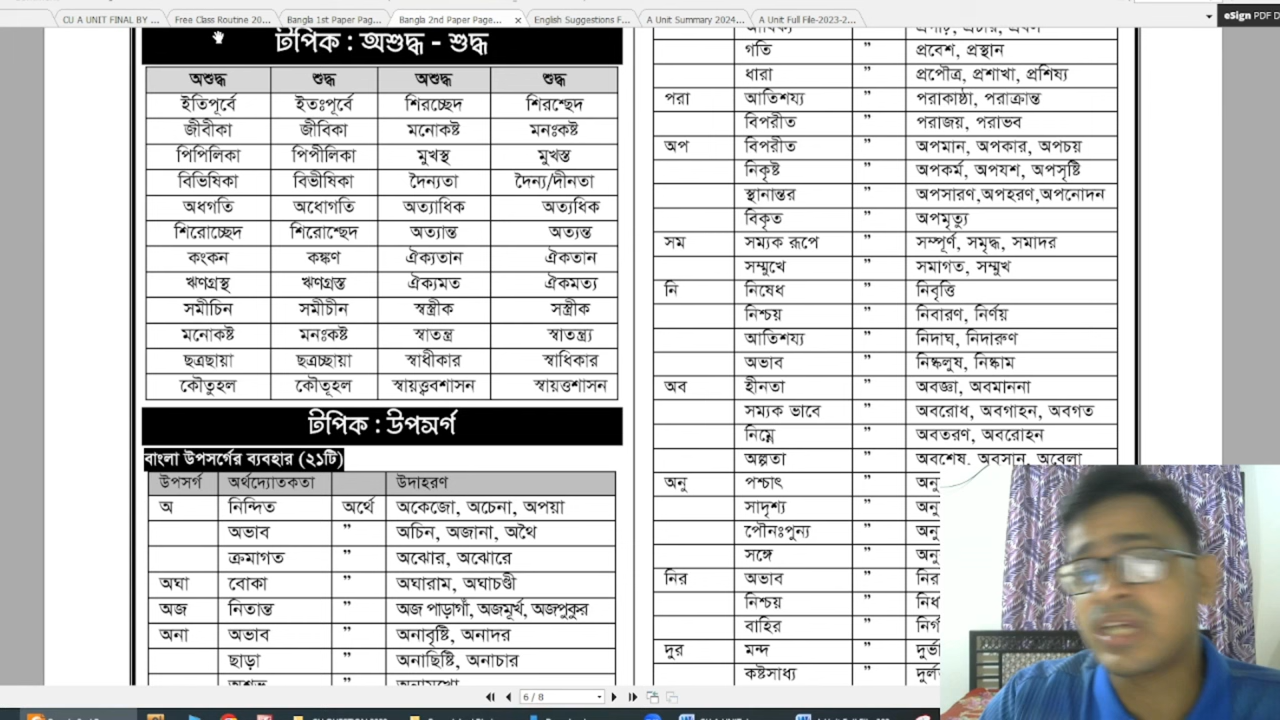 CU A UNIT FINAL BY ...
Free Class Routine 20...
Bangla 1st Paper Pag...
Bangla 2nd Paper Page...
English Suggestions F...
A Unit Summary 2024...
A Unit Full File-2023-2...
eSign PDF D
টপিক : অশুদ্ধ - শুদ্ধ
অশুদ্ধ শুদ্ধ অশুদ্ধ শুদ্ধ
ইতিপূর্বে ইতঃপূর্বে শিরচ্ছেদ শিরশ্ছেদ
জীবীকা জীবিকা মনোকষ্ট মনঃকষ্ট
পিপিলিকা পিপীলিকা মুখস্থ মুখস্ত
বিভিষিকা বিভীষিকা দৈন্যতা দৈন্য/দীনতা
অধগতি অধোগতি অত্যাধিক অত্যধিক
শিরোচ্ছেদ শিরোশ্ছেদ অত্যান্ত অত্যন্ত
কংকন কঙ্কণ ঐক্যতান ঐকতান
ঋণগ্রস্থ ঋণগ্রস্ত ঐক্যমত ঐকমত্য
সমীচিন সমীচীন স্বস্ত্রীক সস্ত্রীক
মনোকষ্ট মনঃকষ্ট স্বাতন্ত্র স্বাতন্ত্র্য
ছত্রছায়া ছত্রচ্ছায়া স্বাধীকার স্বাধিকার
কৌতুহল কৌতূহল স্বায়ত্ত্বশাসন স্বায়ত্তশাসন
টপিক : উপসর্গ
বাংলা উপসর্গের ব্যবহার (২১টি)
উপসর্গ অর্থদ্যোতকতা উদাহরণ
অ নিন্দিত অর্থে অকেজো, অচেনা, অপয়া
অভাব ” অচিন, অজানা, অথৈ
ক্রমাগত ” অঝোর, অঝোরে
অঘা বোকা ” অঘারাম, অঘাচণ্ডী
অজ নিতান্ত ” অজ পাড়াগাঁ, অজমূর্খ, অজপুকুর
অনা অভাব ” অনাবৃষ্টি, অনাদর
ছাড়া ” অনাছিষ্টি, অনাচার
গতি ” প্রবেশ, প্রস্থান
ধারা ” প্রপৌত্র, প্রশাখা, প্রশিষ্য
পরা আতিশয্য ” পরাকাষ্ঠা, পরাক্রান্ত
বিপরীত ” পরাজয়, পরাভব
অপ বিপরীত ” অপমান, অপকার, অপচয়
নিকৃষ্ট ” অপকর্ম, অপযশ, অপসৃষ্টি
স্থানান্তর ” অপসারণ,অপহরণ,অপনোদন
বিকৃত ” অপমৃত্যু
সম সম্যক রূপে ” সম্পূর্ণ, সমৃদ্ধ, সমাদর
সম্মুখে ” সমাগত, সম্মুখ
নি নিষেধ ” নিবৃত্তি
নিশ্চয় ” নিবারণ, নির্ণয়
আতিশয্য ” নিদাঘ, নিদারুণ
অভাব ” নিষ্কলুষ, নিষ্কাম
অব হীনতা ” অবজ্ঞা, অবমাননা
সম্যক ভাবে ” অবরোধ, অবগাহন, অবগত
নিম্নে ” অবতরণ, অবরোহন
অল্পতা ” অবশেষ, অবসান, অবেলা
অনু পশ্চাৎ ” অনু
সাদৃশ্য ” অনু
পৌনঃপুন্য ” অনু
সঙ্গে ” অনু
নির অভাব ” নির
নিশ্চয় ” নির্ধ
বাহির ” নির্গ
দুর মন্দ ” দুর্ভা
কষ্টসাধ্য ” দুর্ল
6 / 8